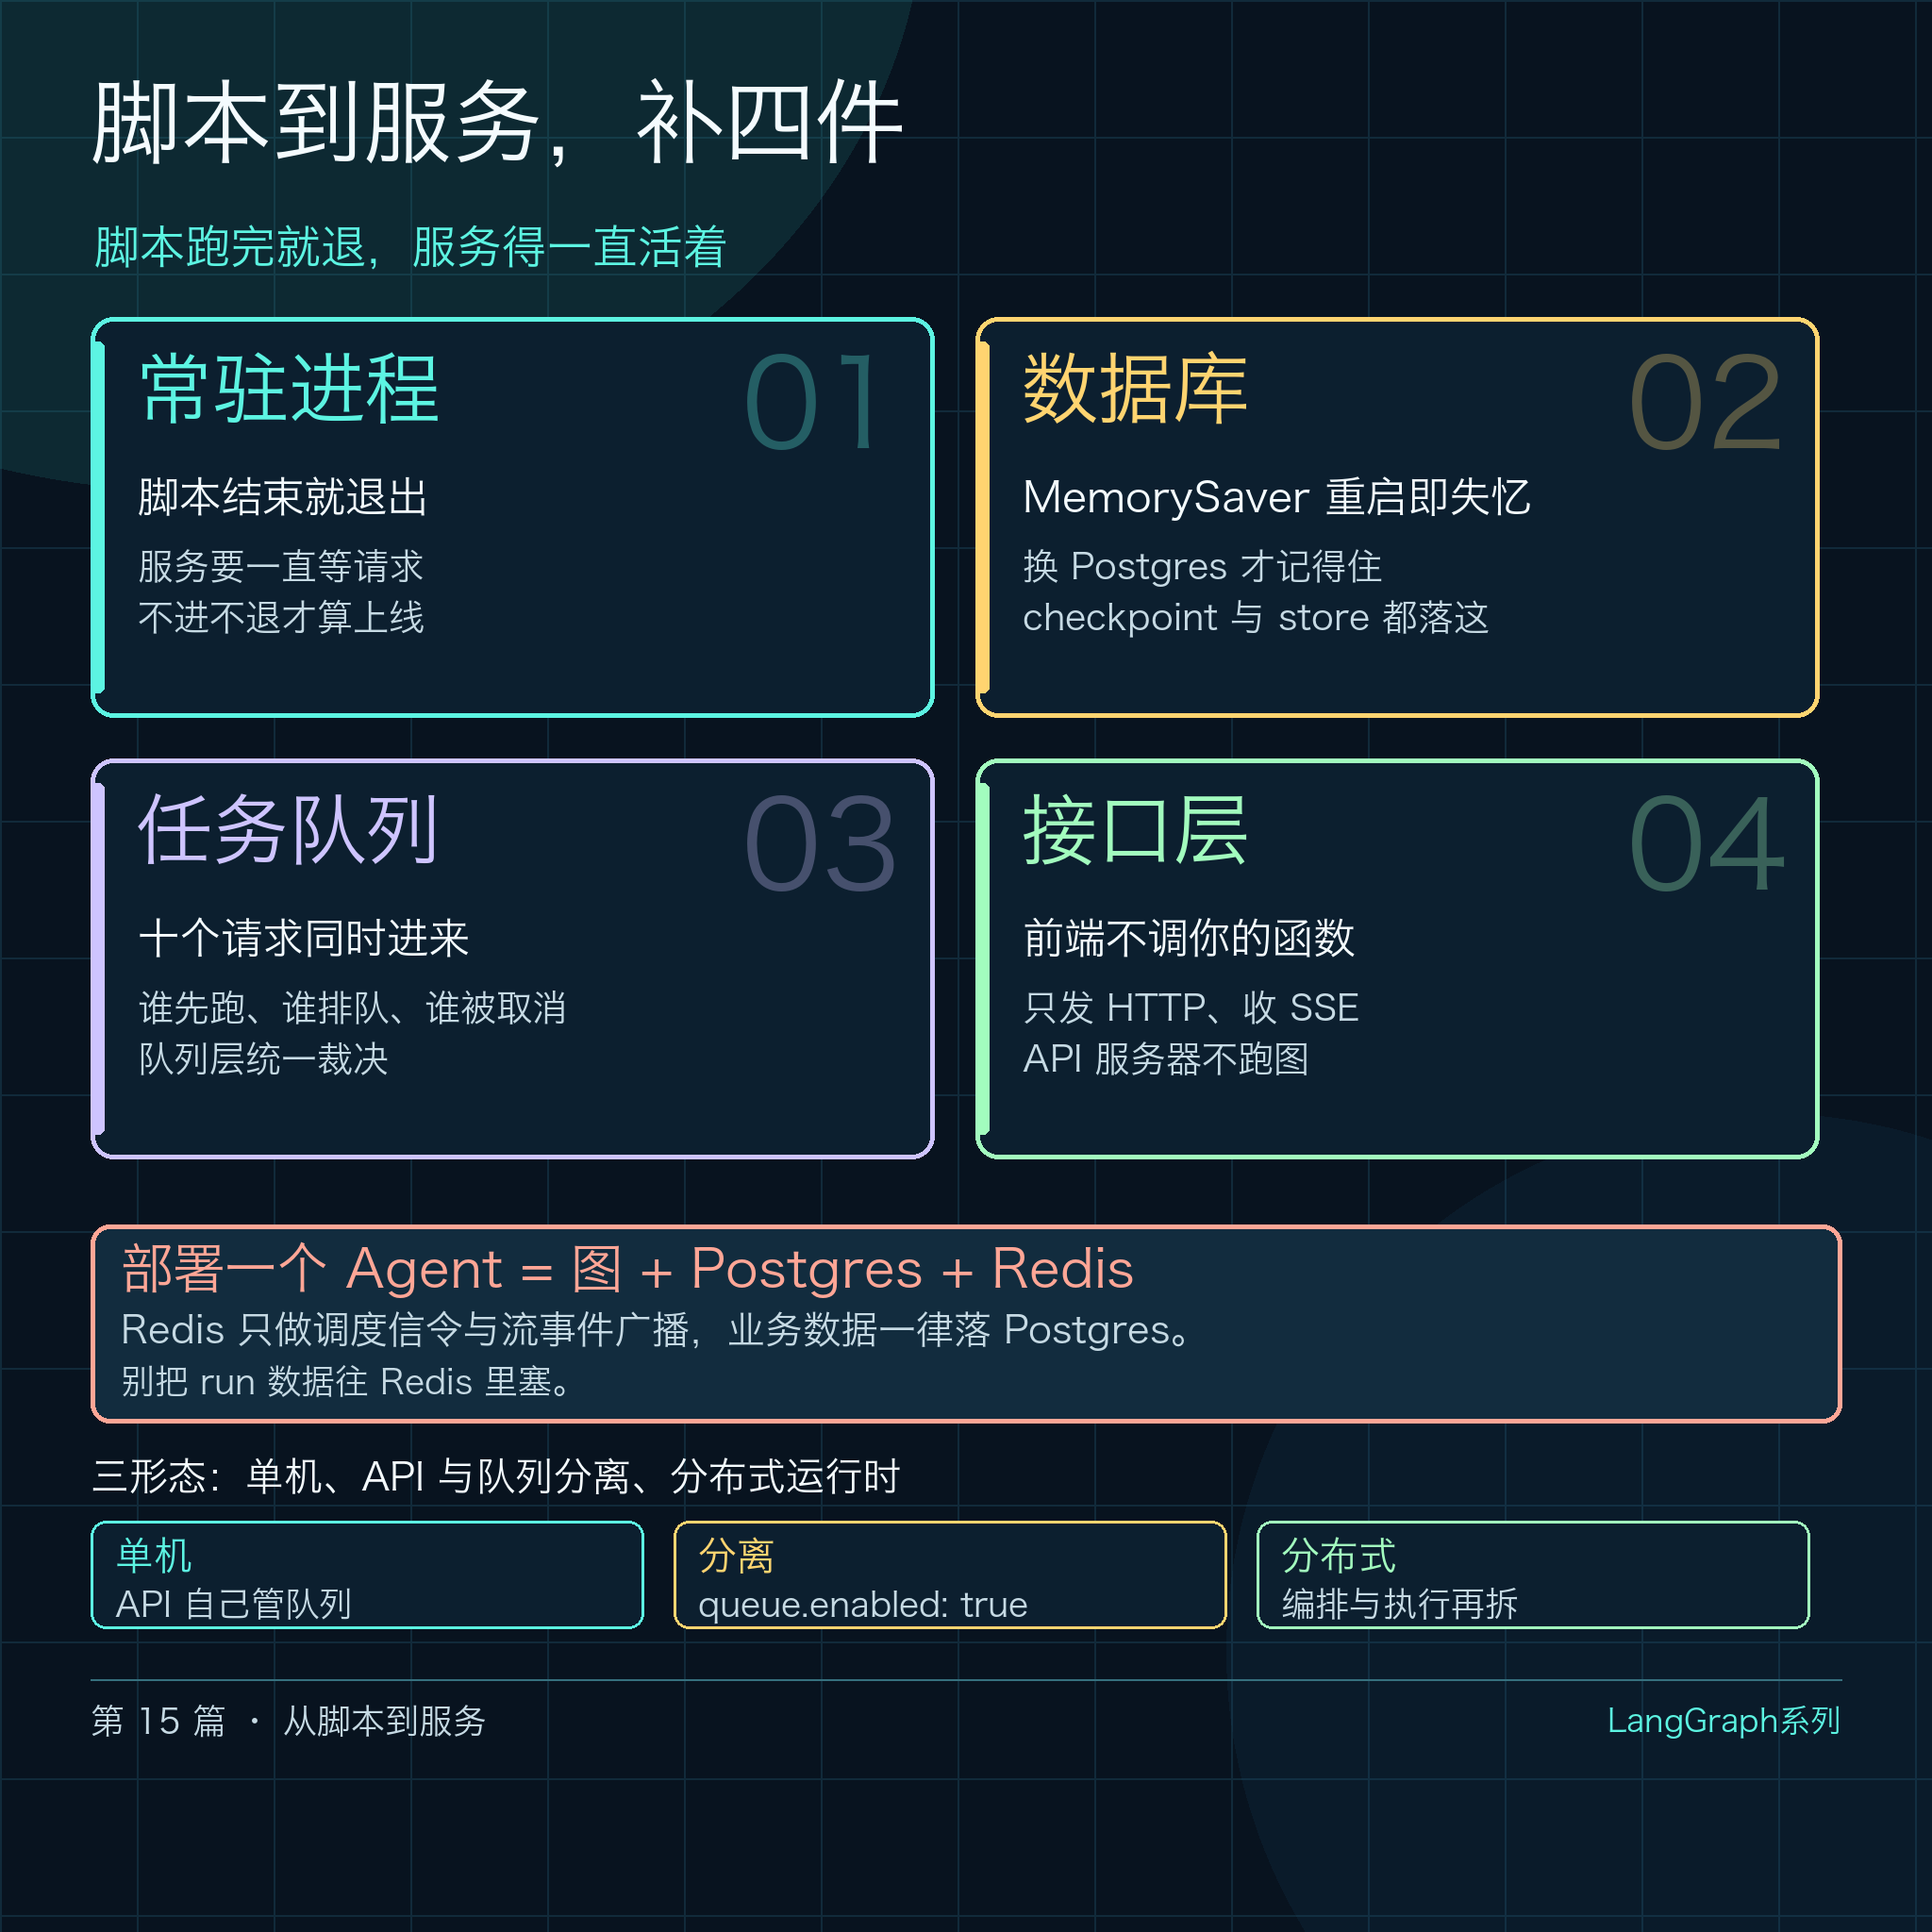 脚本到服务，补四件
脚本跑完就退，服务得一直活着
常驻进程
01
脚本结束就退出
服务要一直等请求
不进不退才算上线
数据库
02
MemorySaver 重启即失忆
换 Postgres 才记得住
checkpoint 与 store 都落这
任务队列
03
十个请求同时进来
谁先跑、谁排队、谁被取消
队列层统一裁决
接口层
04
前端不调你的函数
只发 HTTP、收 SSE
API 服务器不跑图
部署一个 Agent = 图 + Postgres + Redis
Redis 只做调度信令与流事件广播，业务数据一律落 Postgres。
别把 run 数据往 Redis 里塞。
三形态：单机、API 与队列分离、分布式运行时
单机
API 自己管队列
分离
queue.enabled: true
分布式
编排与执行再拆
第 15 篇 · 从脚本到服务
LangGraph系列